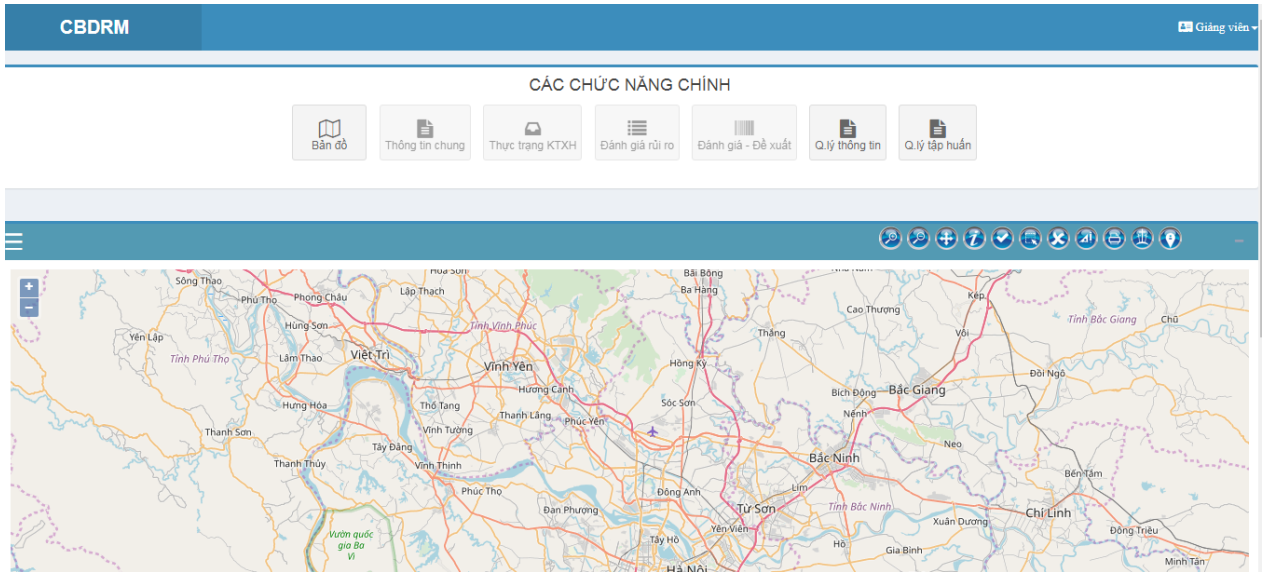 CBDRM
Giảng viên
CÁC CHỨC NĂNG CHÍNH
Bản đồ
Thông tin chung
Thực trạng KTXH
Đánh giá rủi ro
Đánh giá - Đề xuất
Q.lý thông tin
Q.lý tập huấn
+
−
Sông Thao
Phú Thọ
Phong Châu
Lập Thạch
Bãi Bông
Ba Hàng
Cao Thượng
Kép
Tỉnh Bắc Giang
Chũ
Yên Lập
Hùng Sơn
Tỉnh Vĩnh Phúc
Thắng
Vôi
Tỉnh Phú Thọ
Lâm Thao
Việt Trì
Vĩnh Yên
Hồng Kỳ
Đồi Ngô
Hương Canh
Bích Động
Bắc Giang
Hưng Hóa
Thổ Tang
Thanh Lãng
Phúc Yên
Sóc Sơn
Nếnh
Thanh Sơn
Vĩnh Tường
Tây Đằng
Neo
Thanh Thủy
Vĩnh Thịnh
Bắc Ninh
Bến Tắm
Phúc Thọ
Đông Anh
Lim
Đan Phượng
Từ Sơn
Tỉnh Bắc Ninh
Chí Linh
Xuân Dương
Yên Viên
Đông Triều
Vườn quốc
gia Ba
Vì
Tây Hồ
Hồ
Gia Bình
Minh Tân
Hà Nội